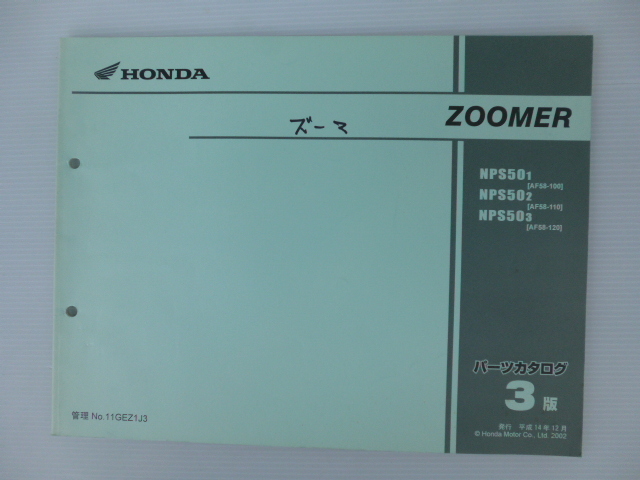 HONDA
ZOOMER
ズーマ
NPS501
[AF58-100]
NPS502
[AF58-110]
NPS503
[AF58-120]
パーツカタログ
3版
管理 No.11GEZ1J3
発行 平成14年12月
© Honda Motor Co., Ltd. 2002